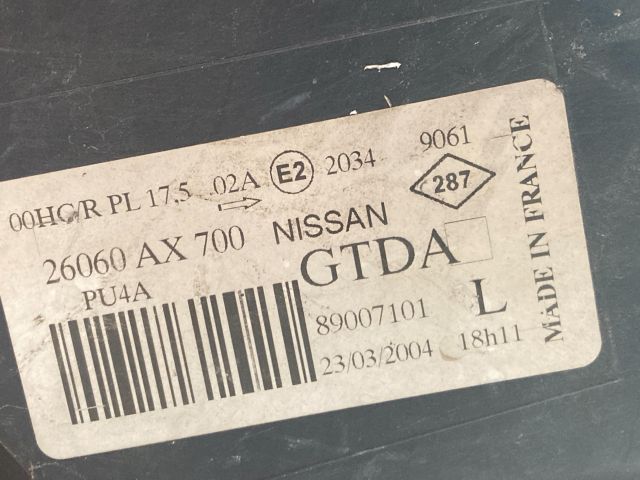 00HC/R PL 17,5 02A E2 2034 9061
287
26060 AX 700 NISSAN
PU4A GTDA
89007101 L
23/03/2004 18h11
MADE IN FRANCE